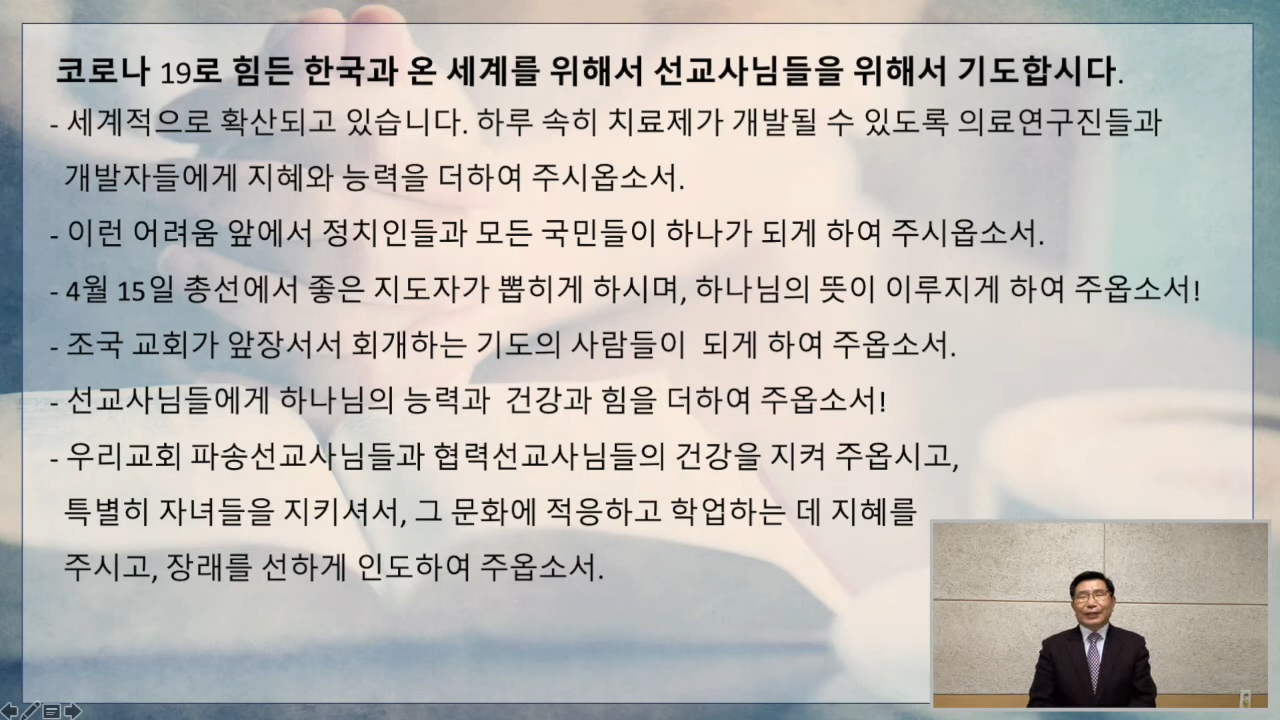 코로나 19로 힘든 한국과 온 세계를 위해서 선교사님들을 위해서 기도합시다.
- 세계적으로 확산되고 있습니다. 하루 속히 치료제가 개발될 수 있도록 의료연구진들과
개발자들에게 지혜와 능력을 더하여 주시옵소서.
- 이런 어려움 앞에서 정치인들과 모든 국민들이 하나가 되게 하여 주시옵소서.
- 4월 15일 총선에서 좋은 지도자가 뽑히게 하시며, 하나님의 뜻이 이루지게 하여 주옵소서!
- 조국 교회가 앞장서서 회개하는 기도의 사람들이 되게 하여 주옵소서.
- 선교사님들에게 하나님의 능력과 건강과 힘을 더하여 주옵소서!
- 우리교회 파송선교사님들과 협력선교사님들의 건강을 지켜 주옵시고,
특별히 자녀들을 지키셔서, 그 문화에 적응하고 학업하는 데 지혜를
주시고, 장래를 선하게 인도하여 주옵소서.